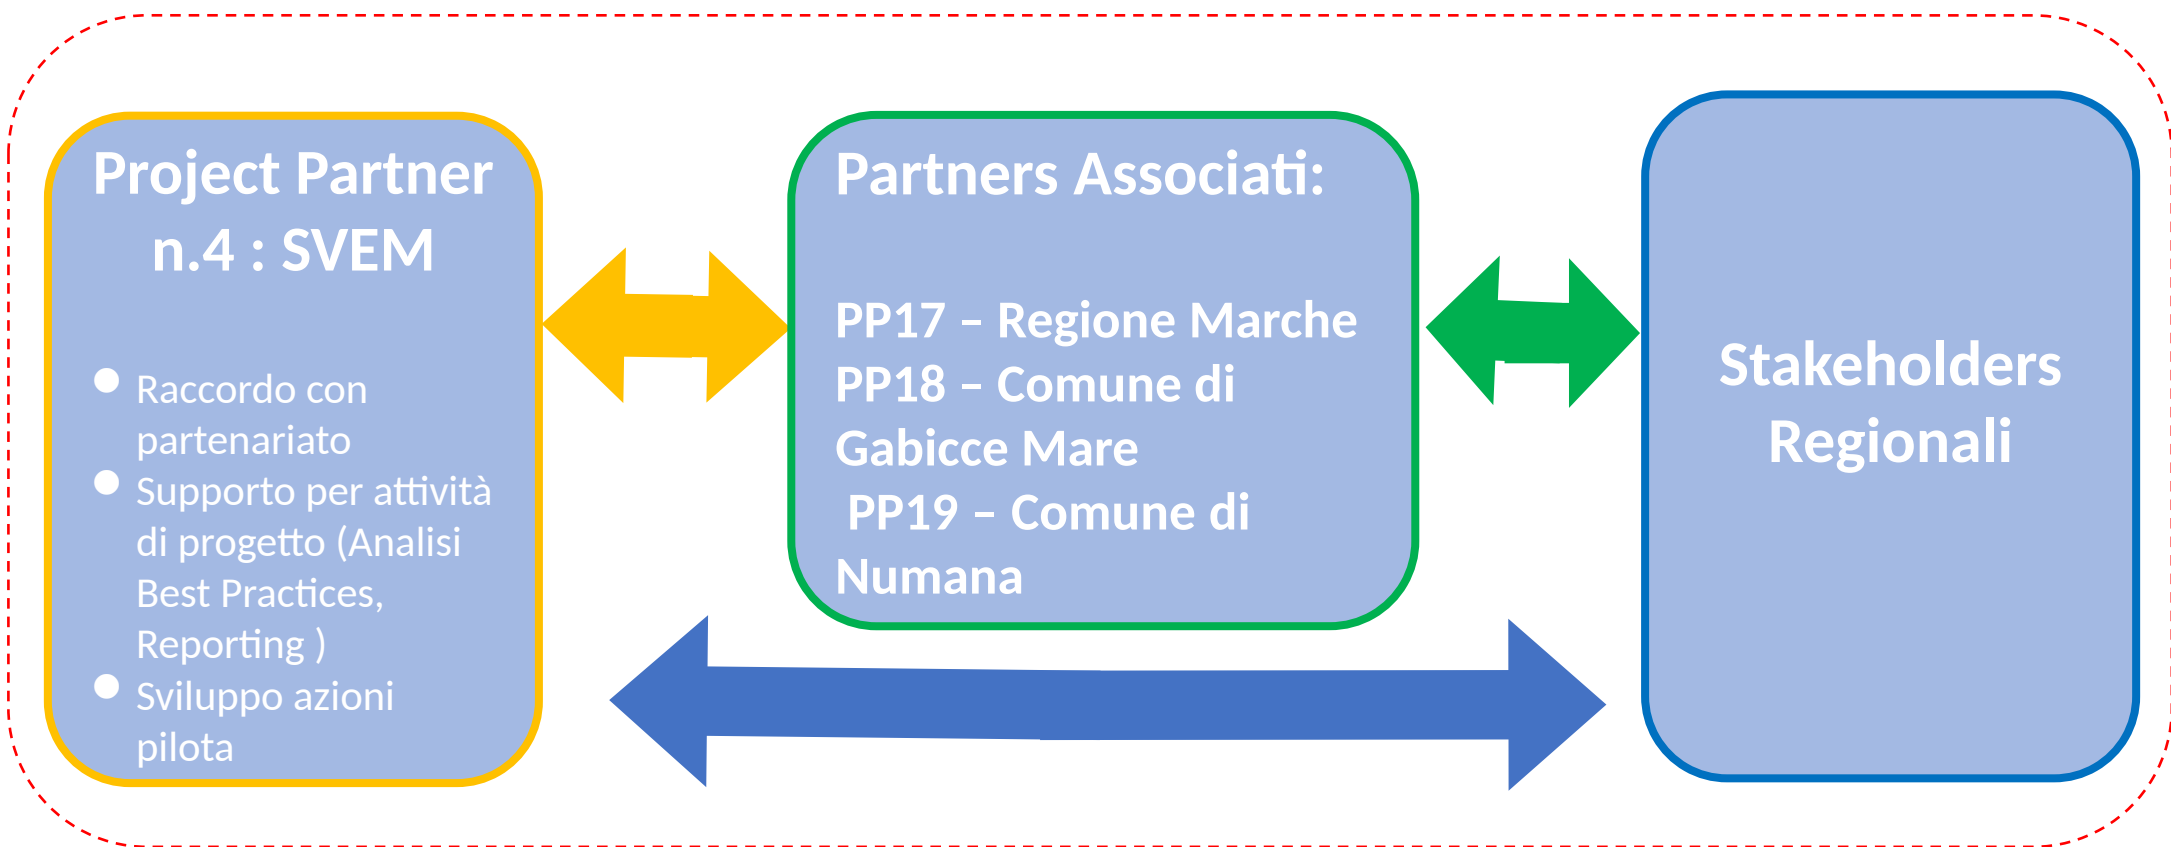 Project Partner
n.4 : SVEM
● Raccordo con
partenariato
● Supporto per attività
di progetto (Analisi
Best Practices,
Reporting )
● Sviluppo azioni
pilota
Partners Associati:
PP17 – Regione Marche
PP18 – Comune di
Gabicce Mare
PP19 – Comune di
Numana
Stakeholders
Regionali